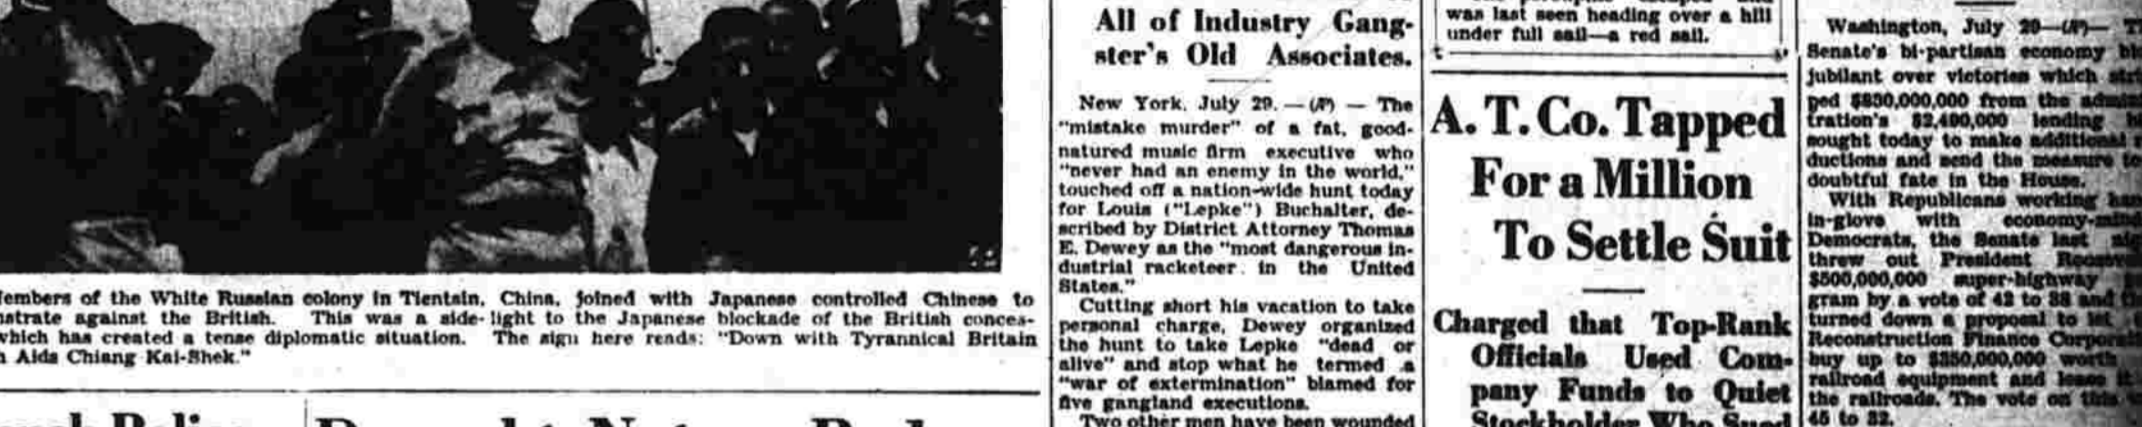 embers of the White Russian colony in Tientsin, China, joined with Japanese controlled Chinese to
strate against the British. This was a side-light to the Japanese blockade of the British conces-
which has created a tense diplomatic situation. The sign here reads: "Down with Tyrannical Britain
Aids Chiang Kai-Shek."
All of Industry Gang-
ster's Old Associates.
New York, July 29. — (AP) — The
"mistake murder" of a fat, good-
natured music firm executive who
"never had an enemy in the world,"
touched off a nation-wide hunt today
for Louis ("Lepke") Buchalter, de-
scribed by District Attorney Thomas
E. Dewey as the "most dangerous in-
dustrial racketeer in the United
States."
Cutting short his vacation to take
personal charge, Dewey organized
the hunt to take Lepke "dead or
alive" and stop what he termed a
"war of extermination" blamed for
five gangland executions.
Two other men have been wounded
was last seen heading over a hill
under full sail—a red sail.
A. T. Co. Tapped
For a Million
To Settle Suit
Charged that Top-Rank
Officials Used Com-
pany Funds to Quiet
Stockholder Who Sued
Washington, July 29—(AP)—
Senate's bi-partisan economy
jubilant over victories which
ped $850,000,000 from the
tration's $2,490,000 lending
sought today to make additional
ductions and send the measure
doubtful fate in the House.
With Republicans working
in-glove with
Democrats, the Senate last
threw out President
$500,000,000 super-highway
gram by a vote of 42 to 38 and
turned down a proposal to let
Reconstruction Finance
buy up to $350,000,000 worth
railroad equipment and lease
the railroads. The vote on this
45 to 32.